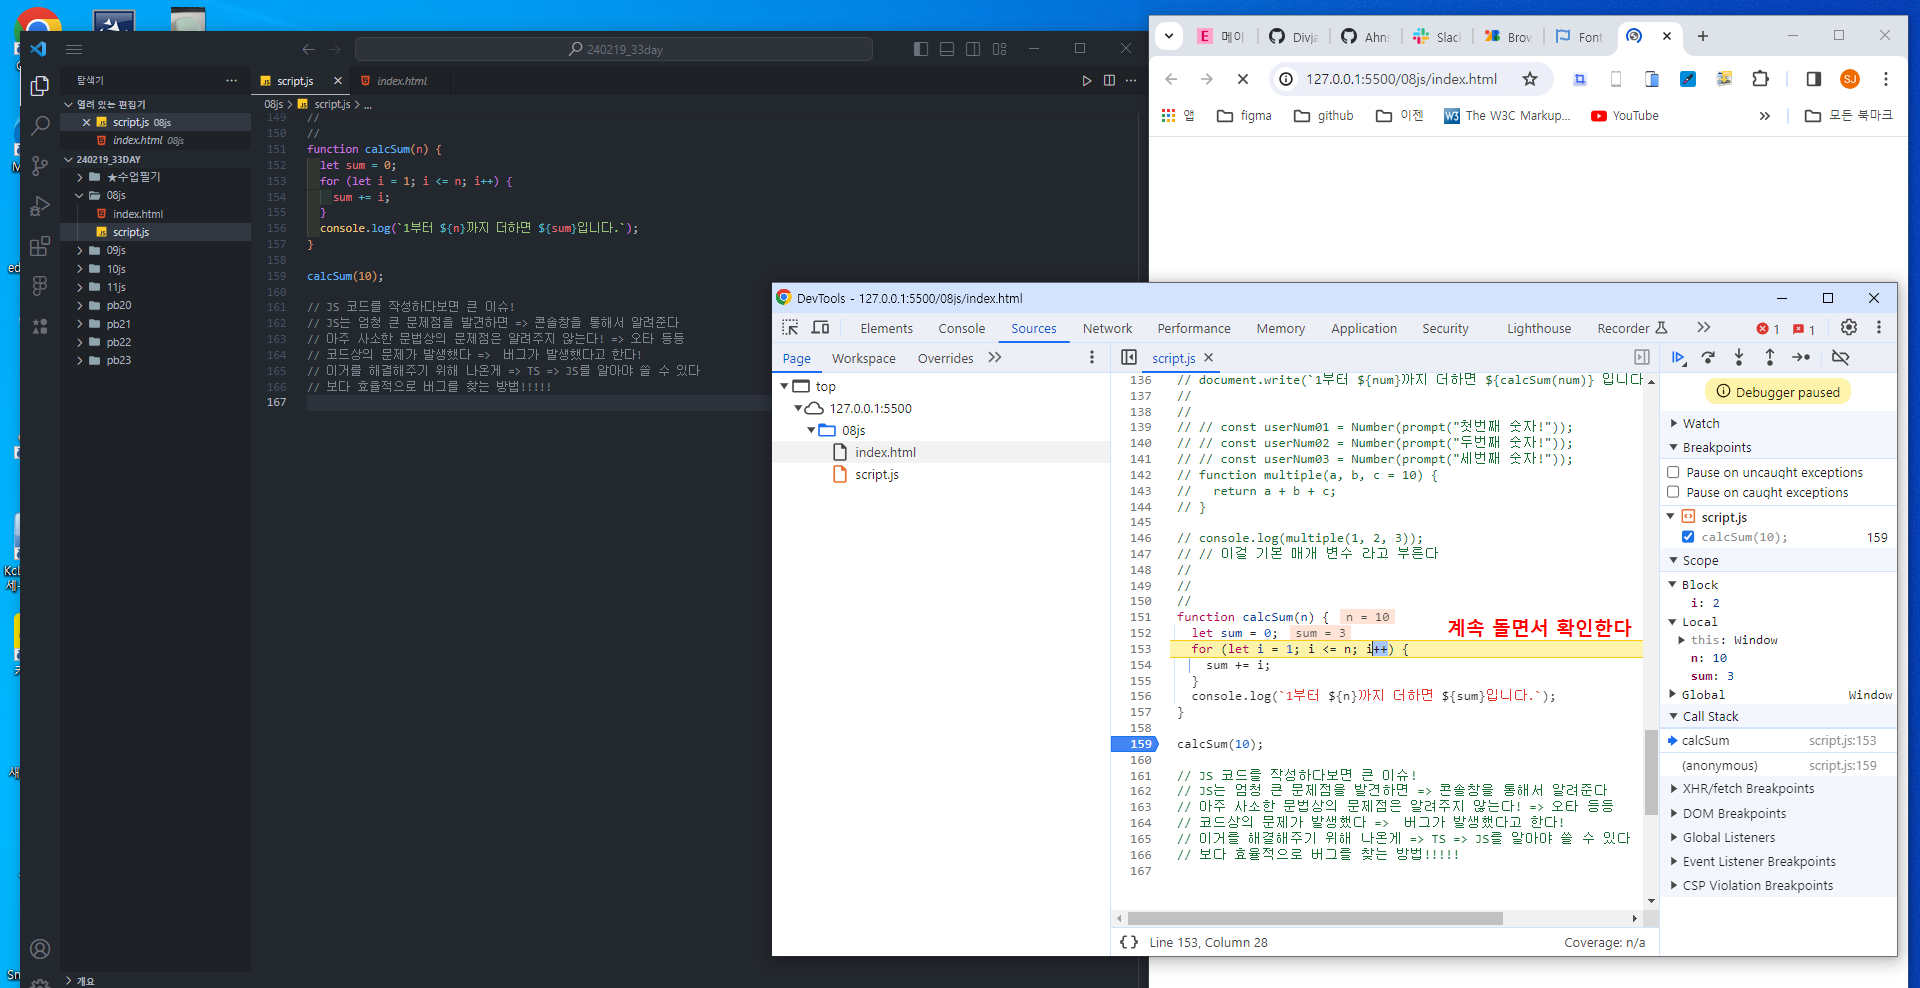 240219_33day
탐색기
열려 있는 편집기
script.js 08js
index.html 08js
240219_33DAY
★수업필기
08js
index.html
script.js
09js
10js
11js
pb20
pb21
pb22
pb23
개요
script.js
index.html
08js > script.js > ...
149 //
150 //
151 function calcSum(n) {
152 let sum = 0;
153 for (let i = 1; i <= n; i++) {
154 sum += i;
155 }
156 console.log(`1부터 ${n}까지 더하면 ${sum}입니다.`);
157 }
158
159 calcSum(10);
160
161 // JS 코드를 작성하다보면 큰 이슈!
162 // JS는 엄청 큰 문제점을 발견하면 => 콘솔창을 통해서 알려준다
163 // 아주 사소한 문법상의 문제점은 알려주지 않는다! => 오타 등등
164 // 코드상의 문제가 발생했다 =>  버그가 발생했다고 한다!
165 // 이거를 해결해주기 위해 나온게 => TS => JS를 알아야 쓸 수 있다
166 // 보다 효율적으로 버그를 찾는 방법!!!!!
167
E 메이
Divja
Ahns
Slac
Brow
Font
127.0.0.1:5500/08js/index.html
SJ
앱
figma
github
이젠
W3 The W3C Markup...
YouTube
모든 북마크
DevTools - 127.0.0.1:5500/08js/index.html
Elements Console Sources Network Performance Memory Application Security Lighthouse Recorder 1 1
Page Workspace Overrides
top
127.0.0.1:5500
08js
index.html
script.js
script.js
136 // document.write(`1부터 ${num}까지 더하면 ${calcSum(num)} 입니다
137 //
138 //
139 // // const userNum01 = Number(prompt("첫번째 숫자!"));
140 // // const userNum02 = Number(prompt("두번째 숫자!"));
141 // // const userNum03 = Number(prompt("세번째 숫자!"));
142 // function multiple(a, b, c = 10) {
143 //   return a + b + c;
144 // }
145
146 // console.log(multiple(1, 2, 3));
147 // // 이걸 기본 매개 변수 라고 부른다
148 //
149 //
150 //
151 function calcSum(n) { n = 10
계속 돌면서 확인한다
152 let sum = 0; sum = 3
153 for (let i = 1; i <= n; i++) {
154 sum += i;
155 }
156 console.log(`1부터 ${n}까지 더하면 ${sum}입니다.`);
157 }
158
159 calcSum(10);
160
161 // JS 코드를 작성하다보면 큰 이슈!
162 // JS는 엄청 큰 문제점을 발견하면 => 콘솔창을 통해서 알려준다
163 // 아주 사소한 문법상의 문제점은 알려주지 않는다! => 오타 등등
164 // 코드상의 문제가 발생했다 =>  버그가 발생했다고 한다!
165 // 이거를 해결해주기 위해 나온게 => TS => JS를 알아야 쓸 수 있다
166 // 보다 효율적으로 버그를 찾는 방법!!!!!
167
{} Line 153, Column 28
Coverage: n/a
Debugger paused
Watch
Breakpoints
Pause on uncaught exceptions
Pause on caught exceptions
script.js
calcSum(10); 159
Scope
Block
i: 2
Local
this: Window
n: 10
sum: 3
Global Window
Call Stack
calcSum script.js:153
(anonymous) script.js:159
XHR/fetch Breakpoints
DOM Breakpoints
Global Listeners
Event Listener Breakpoints
CSP Violation Breakpoints